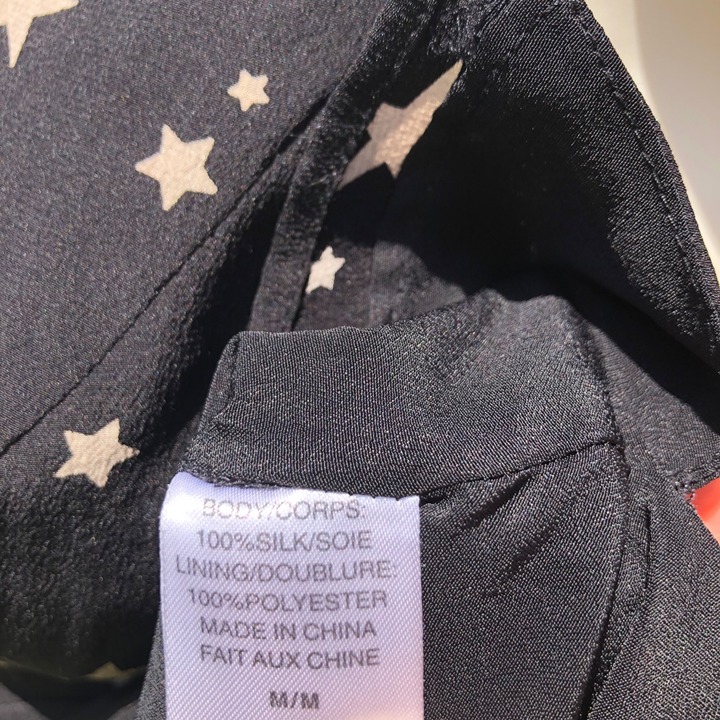 BODY/CORPS:
100%SILK/SOIE
LINING/DOUBLURE:
100%POLYESTER
MADE IN CHINA
FAIT AUX CHINE
M/M